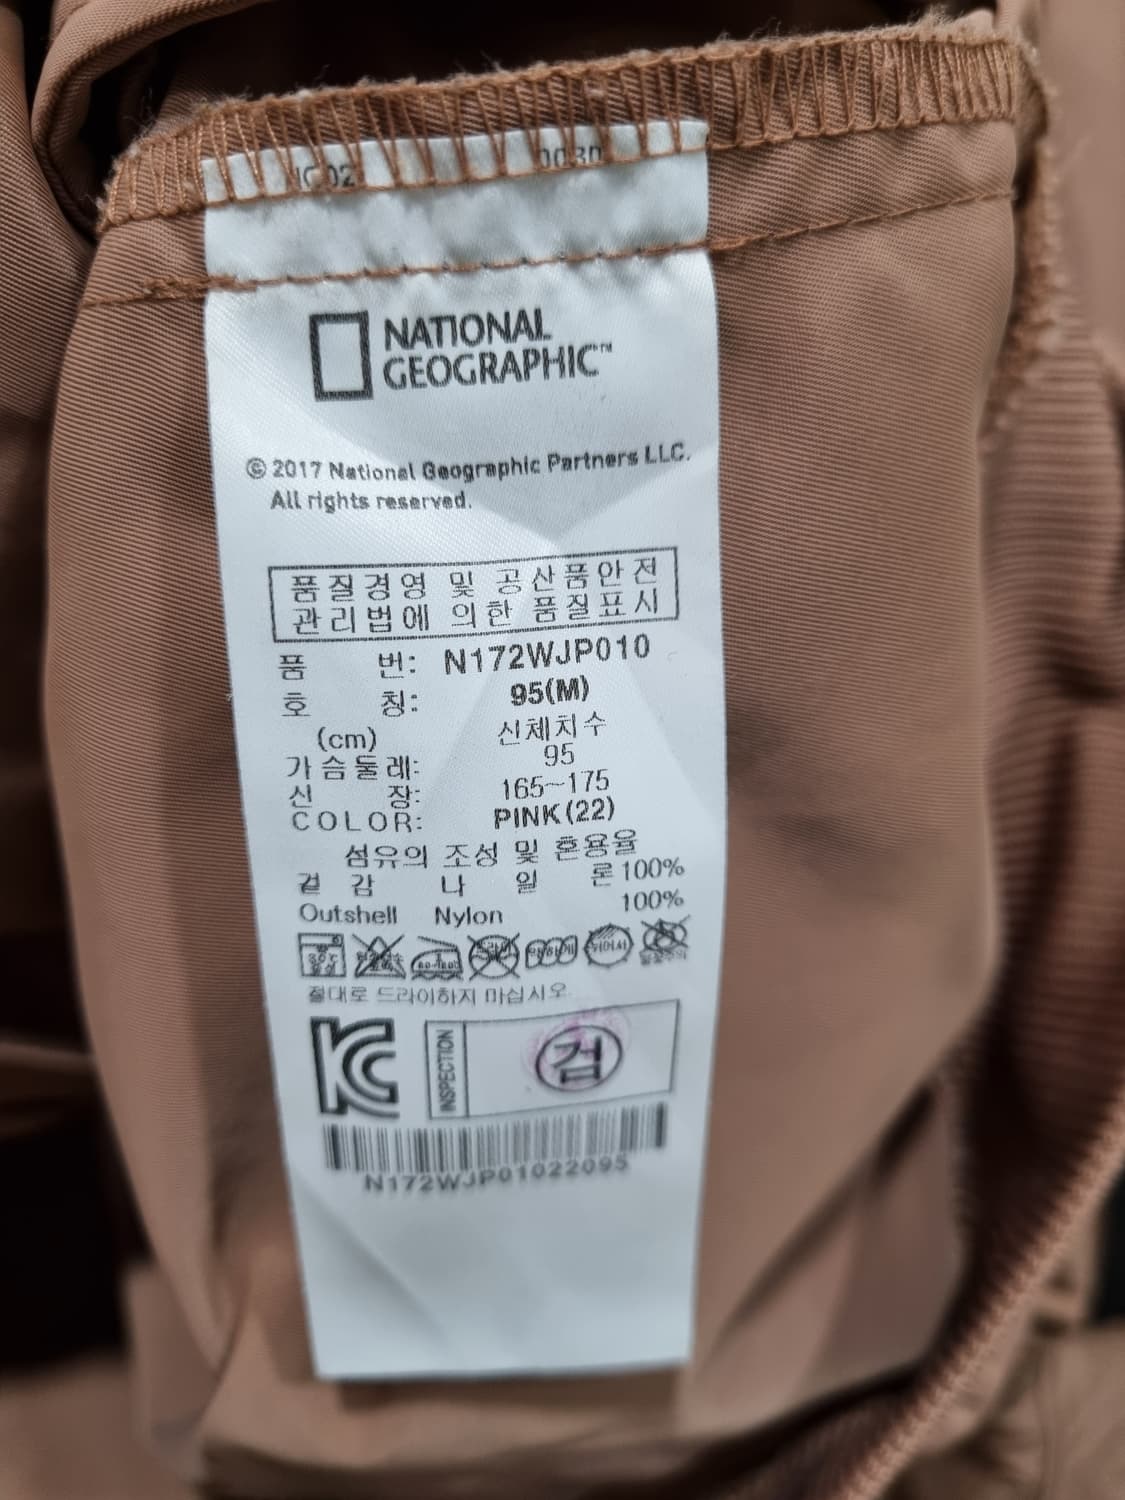 NATIONAL
GEOGRAPHIC™
© 2017 National Geographic Partners LLC.
All rights reserved.
품질경영 및 공산품안전
관리법에 의한 품질표시
품 번: N172WJP010
호 칭: 95(M)
(cm) 신체치수
가슴둘레: 95
신 장: 165~175
COLOR: PINK(22)
섬유의 조성 및 혼용율
겉 감 나 일 론 100%
Outshell Nylon 100%
절대로 드라이하지 마십시오
KC
INSPECTION
검
N172WJP01022095